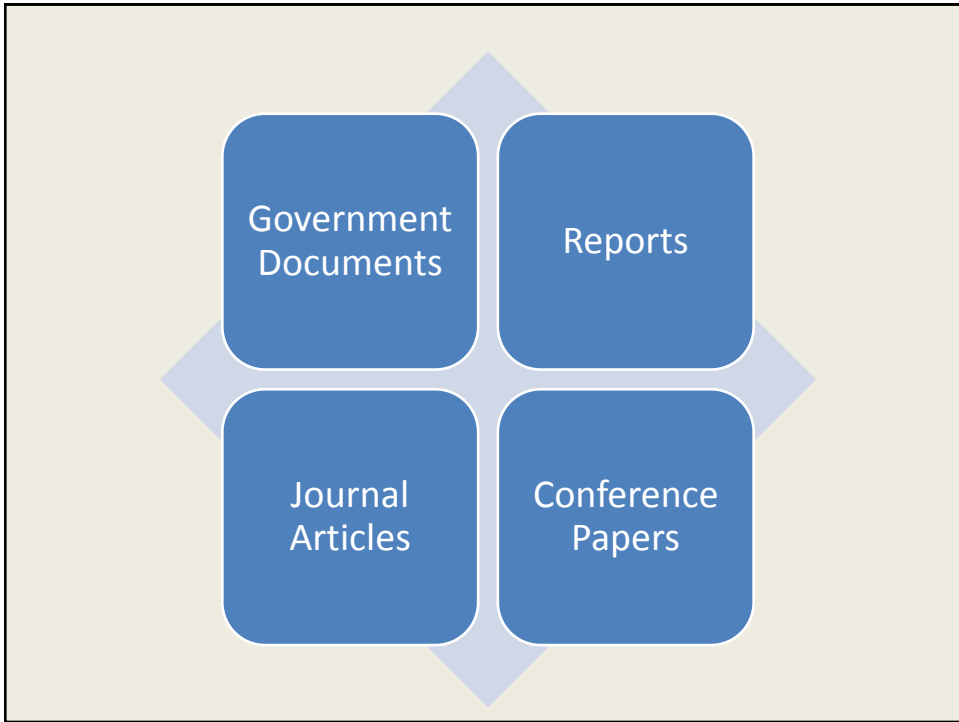 Government
Documents
Reports
Journal
Articles
Conference
Papers